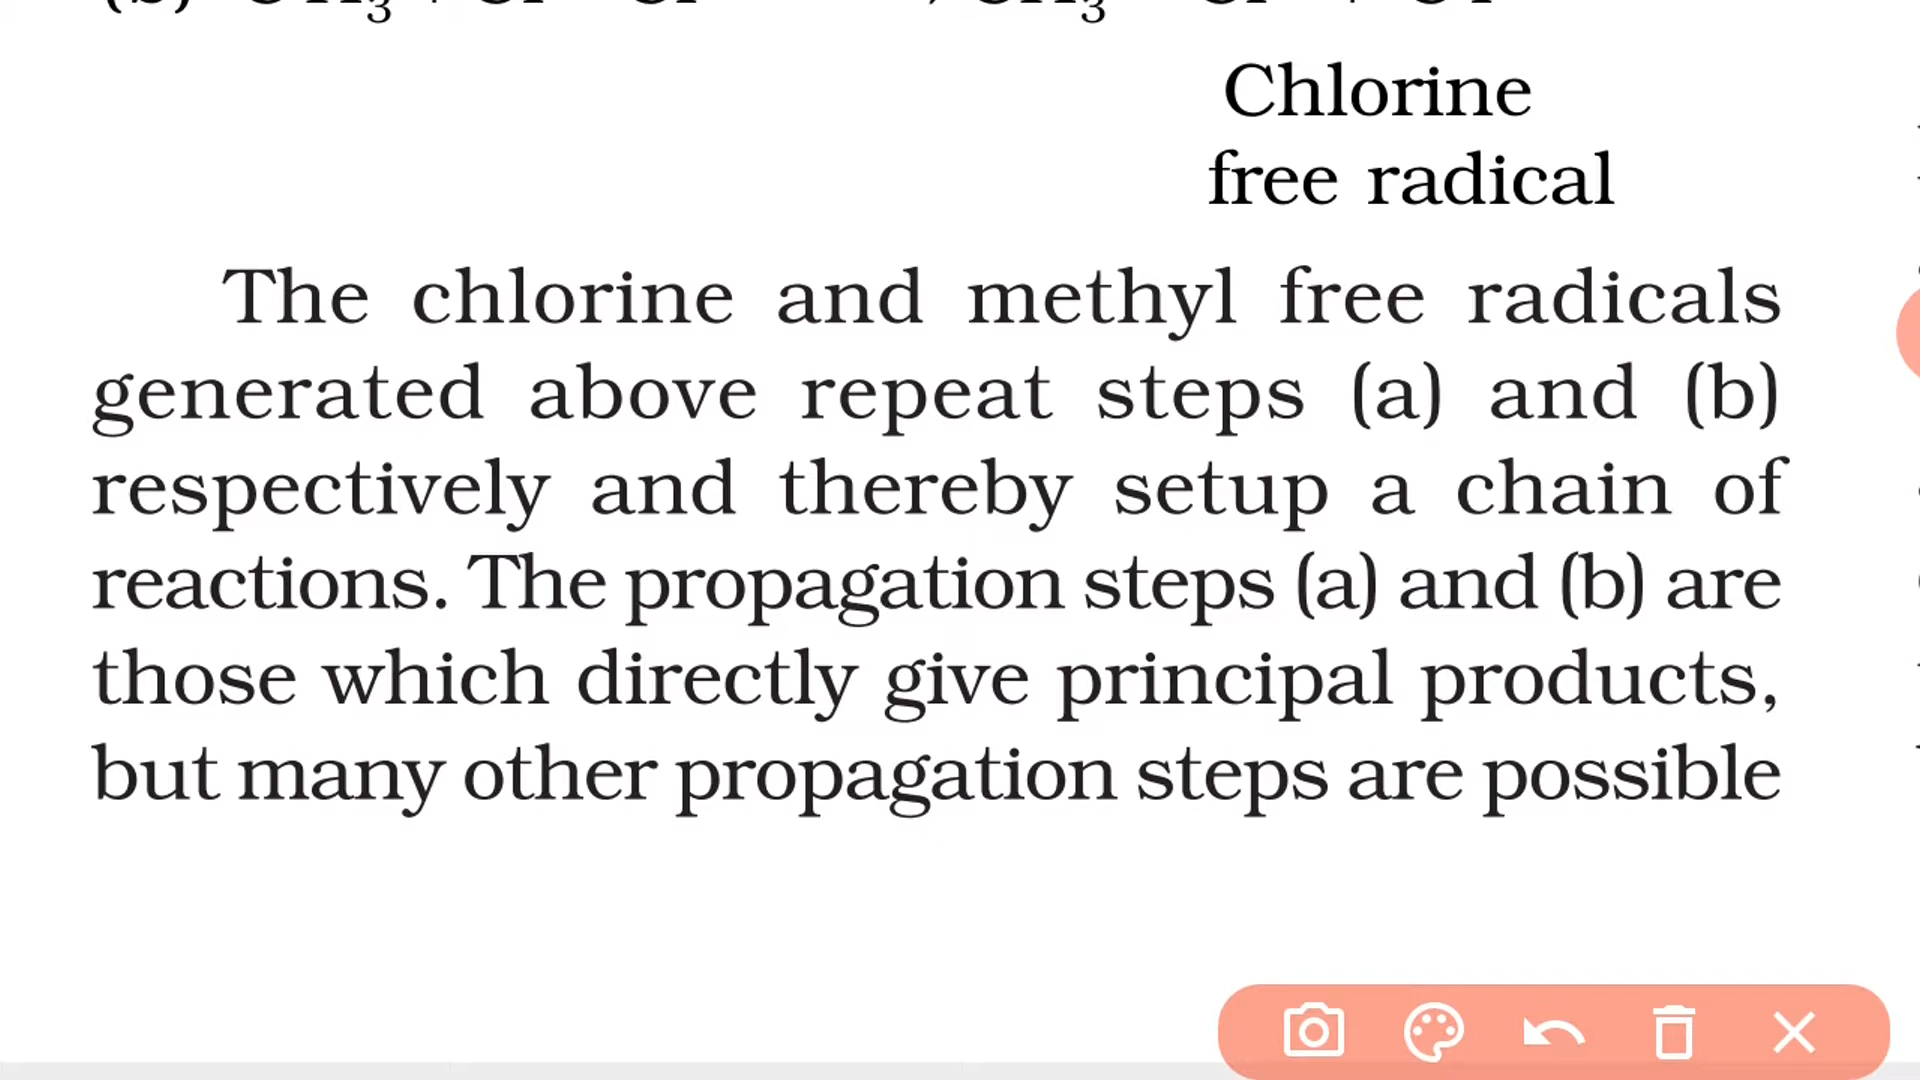 Chlorine
free radical
The chlorine and methyl free radicals
generated above repeat steps (a) and (b)
respectively and thereby setup a chain of
reactions. The propagation steps (a) and (b) are
those which directly give principal products,
but many other propagation steps are possible